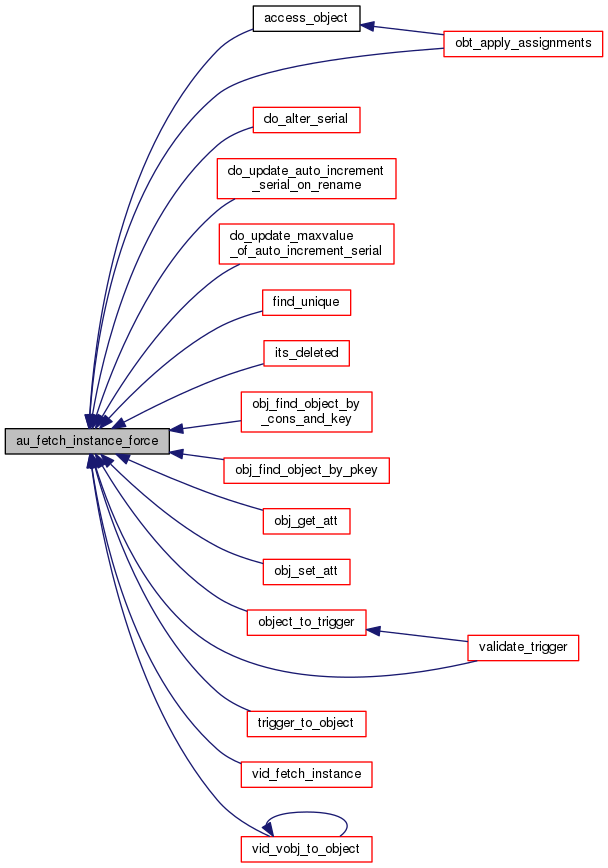 access_object
obt_apply_assignments
do_alter_serial
do_update_auto_increment
_serial_on_rename
do_update_maxvalue
_of_auto_increment_serial
find_unique
its_deleted
obj_find_object_by
_cons_and_key
au_fetch_instance_force
obj_find_object_by_pkey
obj_get_att
obj_set_att
object_to_trigger
validate_trigger
trigger_to_object
vid_fetch_instance
vid_vobj_to_object